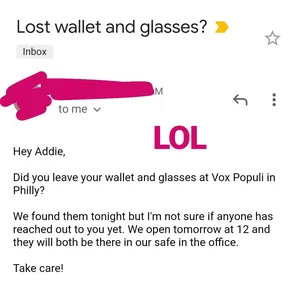 Lost wallet and glasses?
Inbox
M
to me
LOL
Hey Addie,
Did you leave your wallet and glasses at Vox Populi in
Philly?
We found them tonight but I'm not sure if anyone has
reached out to you yet. We open tomorrow at 12 and
they will both be there in our safe in the office.
Take care!